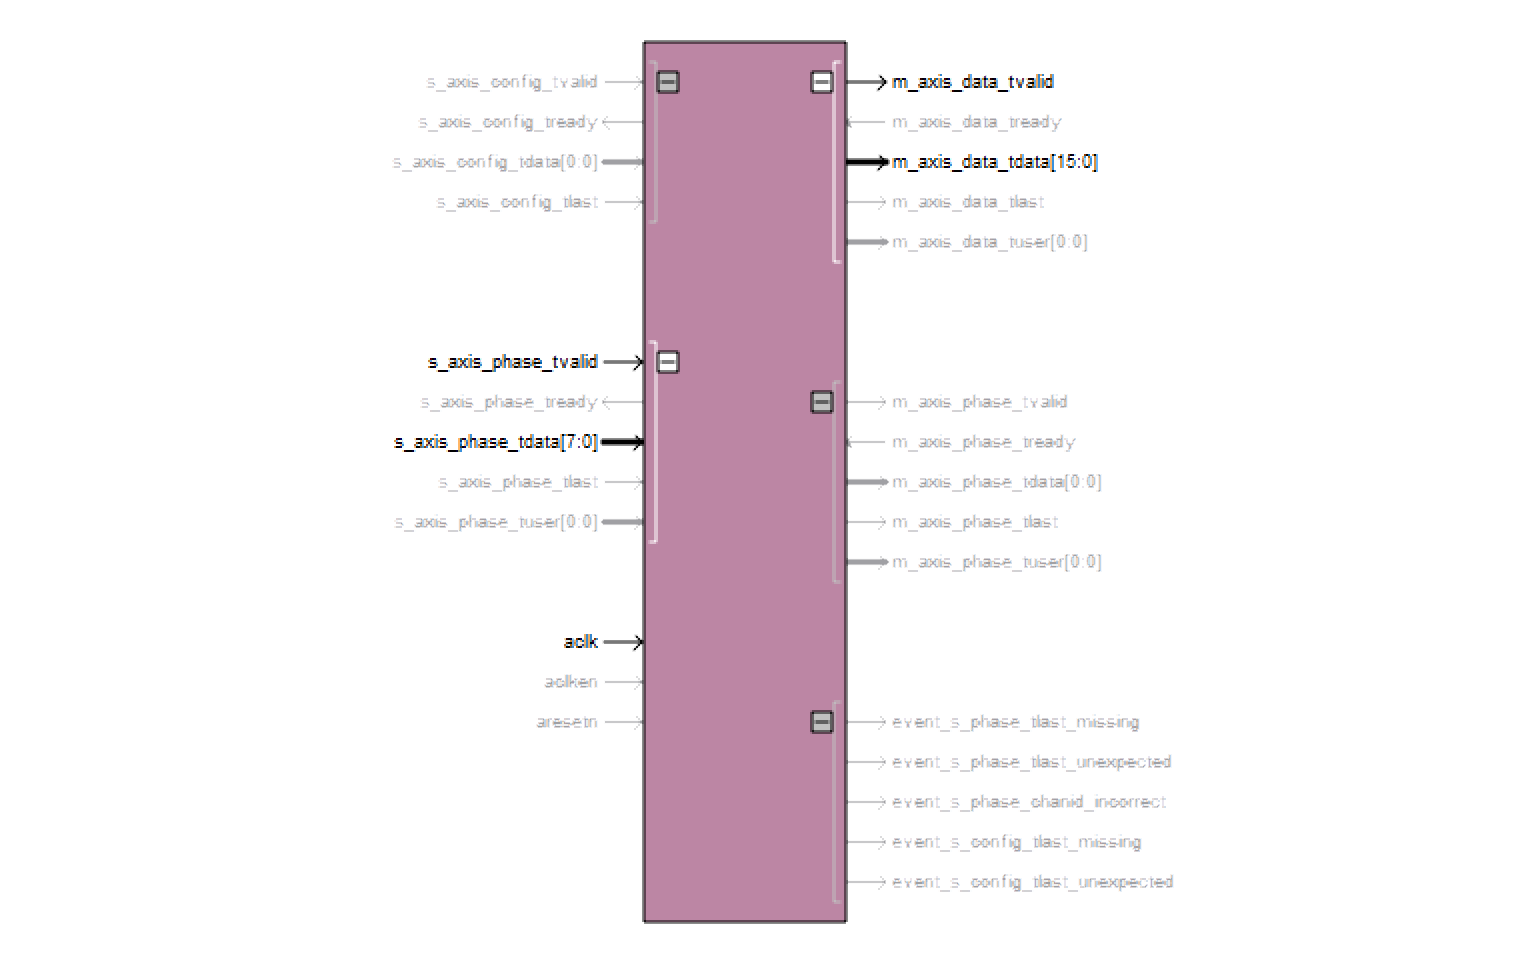 s_axis_config_tvalid
s_axis_config_tready
s_axis_config_tdata[0:0]
s_axis_config_tlast
s_axis_phase_tvalid
s_axis_phase_tready
s_axis_phase_tdata[7:0]
s_axis_phase_tlast
s_axis_phase_tuser[0:0]
aclk
aclken
aresetn
m_axis_data_tvalid
m_axis_data_tready
m_axis_data_tdata[15:0]
m_axis_data_tlast
m_axis_data_tuser[0:0]
m_axis_phase_tvalid
m_axis_phase_tready
m_axis_phase_tdata[0:0]
m_axis_phase_tlast
m_axis_phase_tuser[0:0]
event_s_phase_tlast_missing
event_s_phase_tlast_unexpected
event_s_phase_chanid_incorrect
event_s_config_tlast_missing
event_s_config_tlast_unexpected